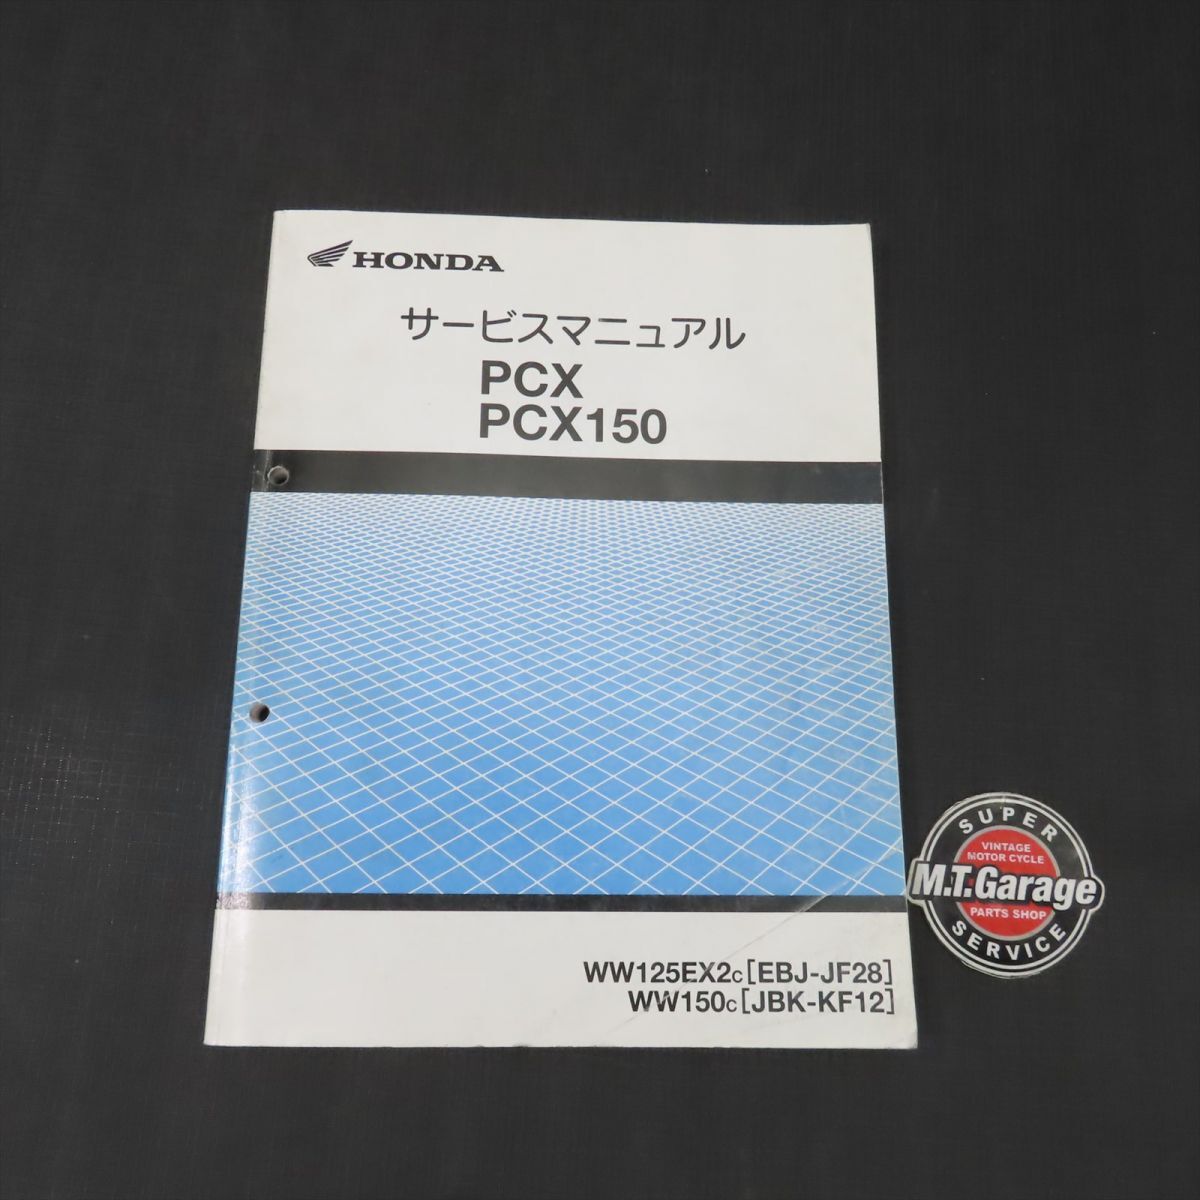 HONDA
サービスマニュアル
PCX
PCX150
WW125EX2C[EBJ-JF28]
WW150C[JBK-KF12]
SUPER
VINTAGE
MOTOR CYCLE
M.T.Garage
PARTS SHOP
SERVICE